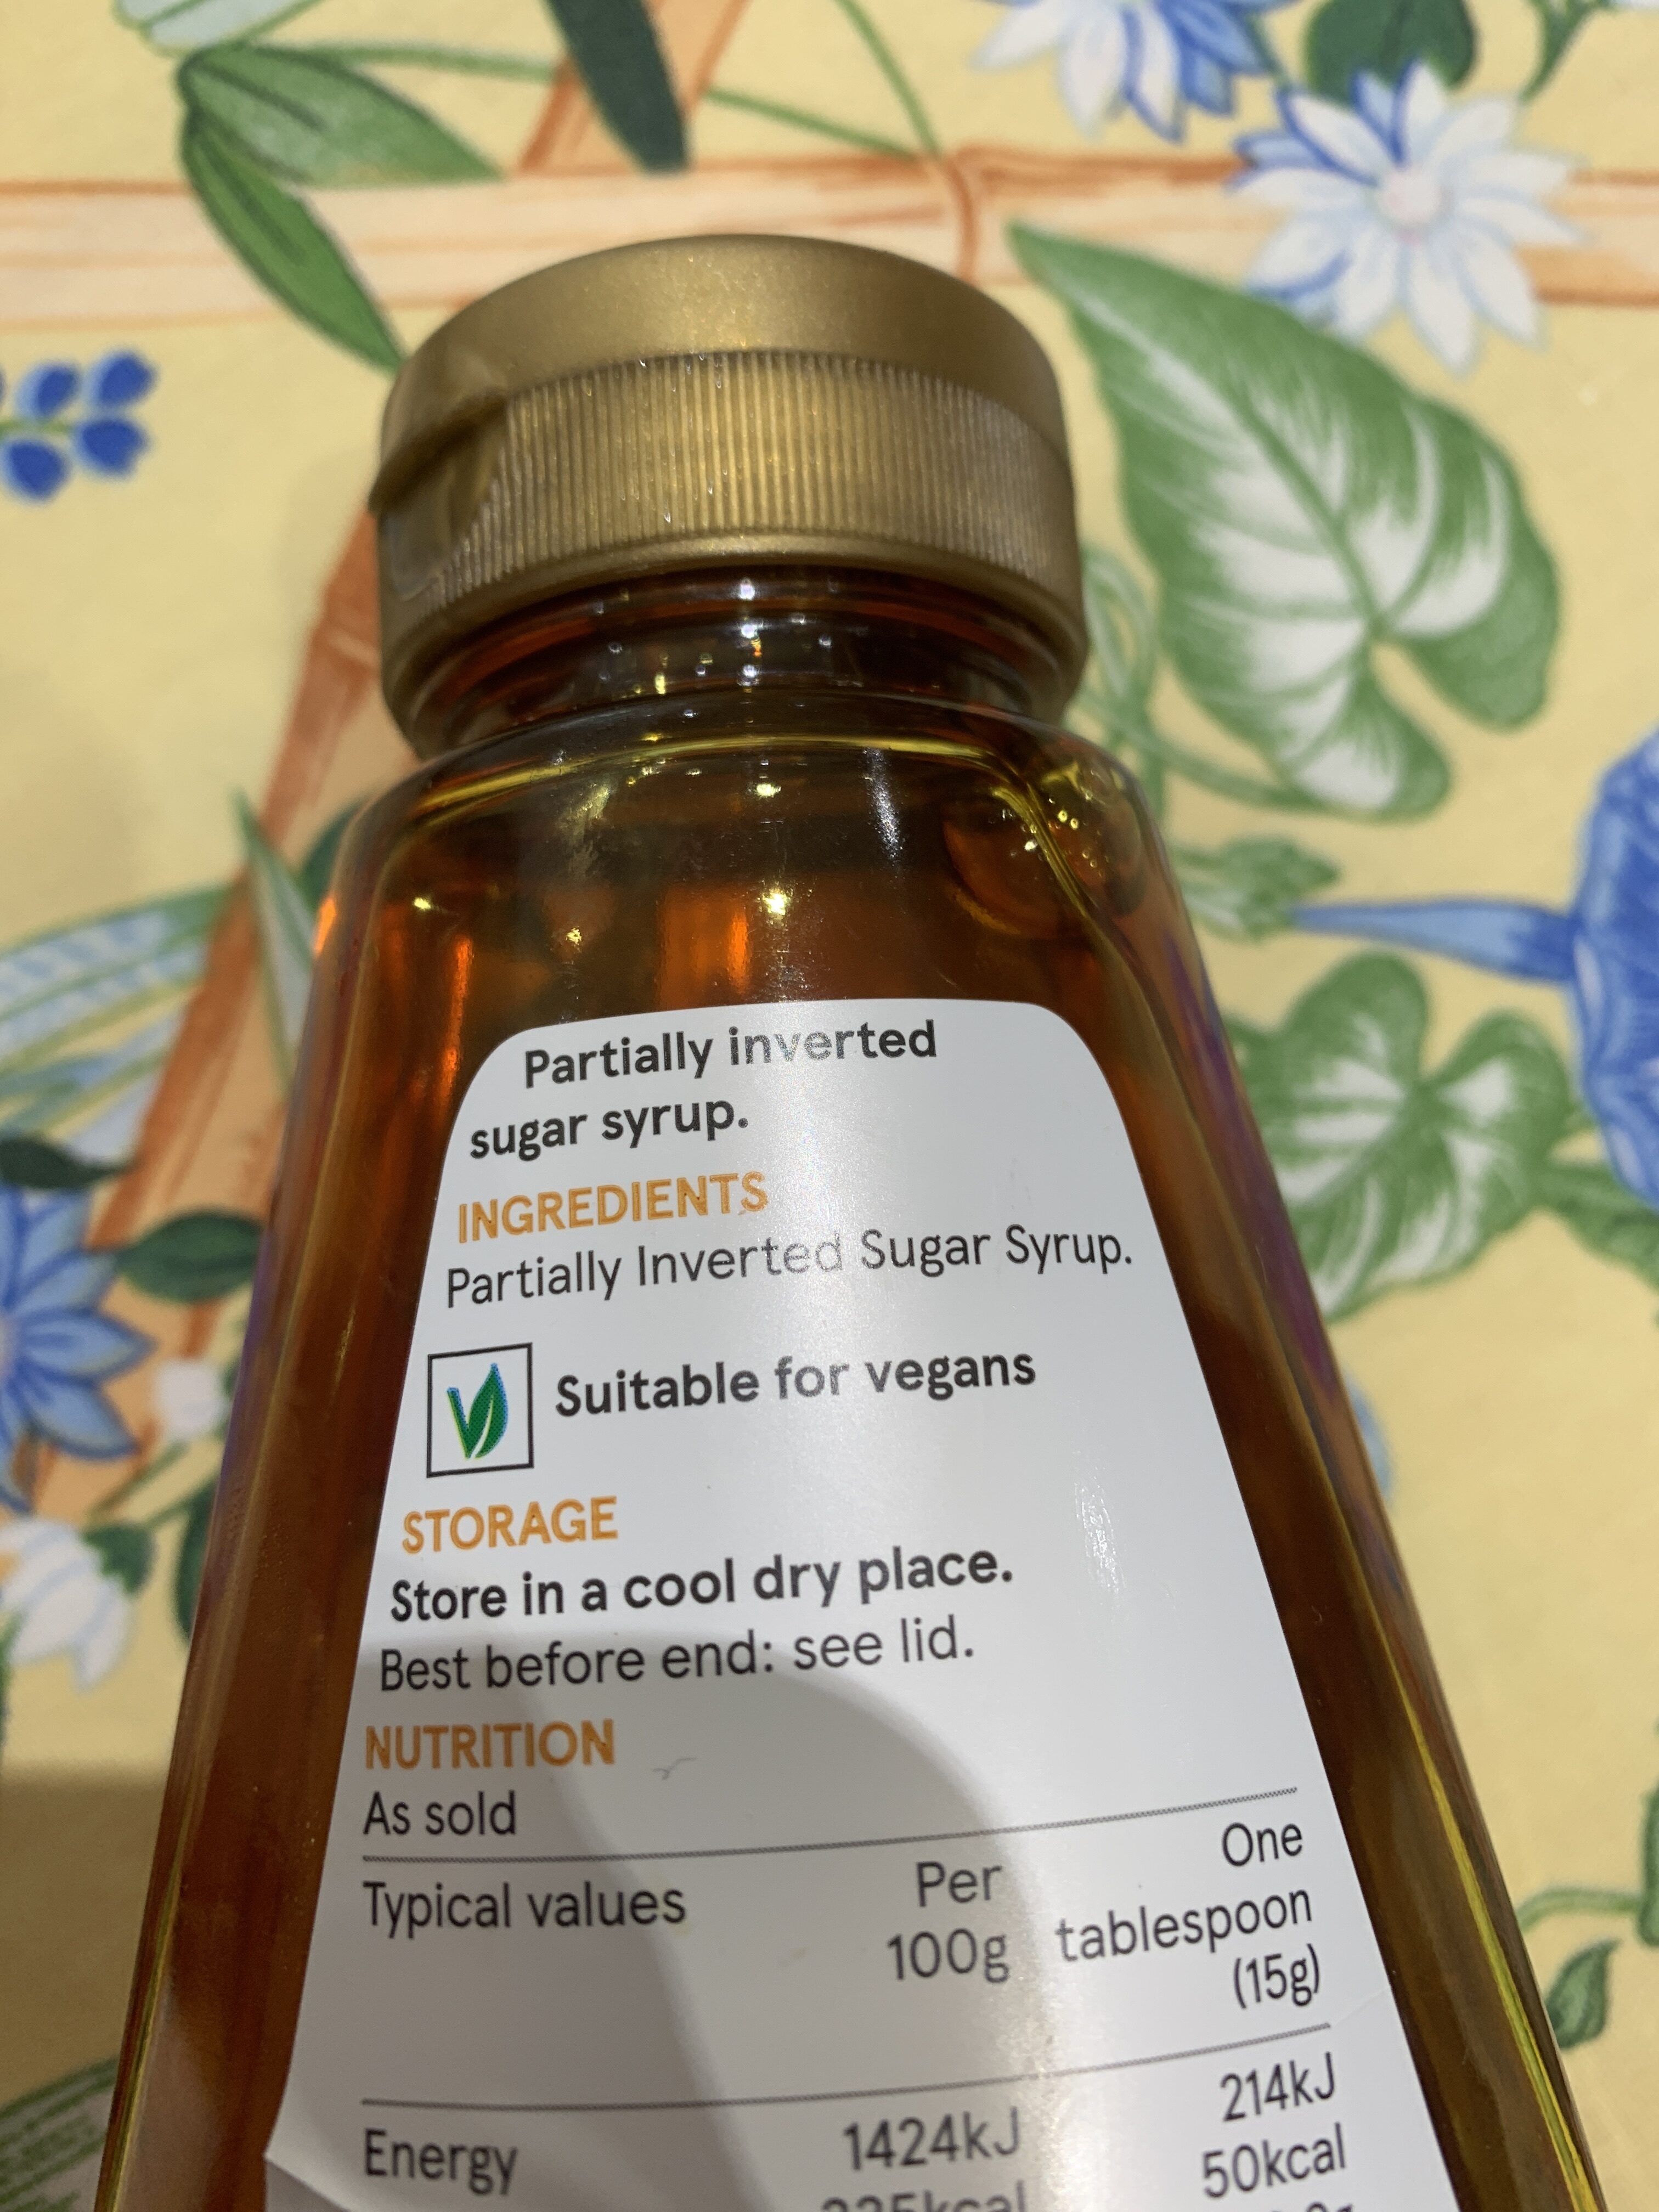 Partially inverted
sugar syrup.
INGREDIENTS
Partially Inverted Sugar Syrup.
Suitable for vegans
STORAGE
Store in a cool dry place.
Best before end: see lid.
NUTRITION
As sold
Typical values Per 100g One tablespoon (15g)
Energy 1424kJ 214kJ
50kcal